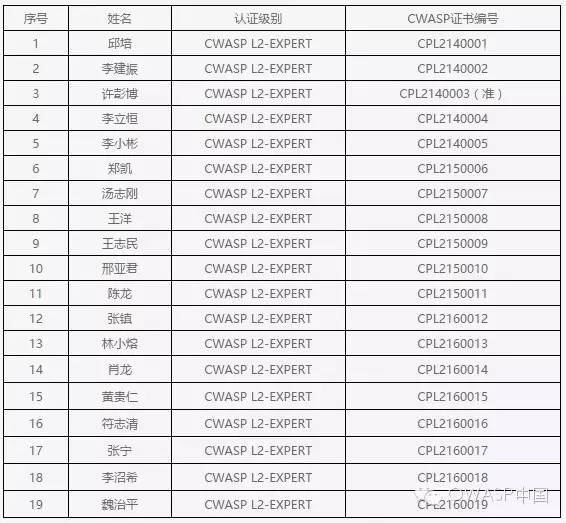 序号 姓名 认证级别 CWASP证书编号
1 邱培 CWASP L2-EXPERT CPL2140001
2 李建振 CWASP L2-EXPERT CPL2140002
3 许彭博 CWASP L2-EXPERT CPL2140003（准）
4 李立恒 CWASP L2-EXPERT CPL2140004
5 李小彬 CWASP L2-EXPERT CPL2140005
6 郑凯 CWASP L2-EXPERT CPL2150006
7 汤志刚 CWASP L2-EXPERT CPL2150007
8 王洋 CWASP L2-EXPERT CPL2150008
9 王志民 CWASP L2-EXPERT CPL2150009
10 邢亚君 CWASP L2-EXPERT CPL2150010
11 陈龙 CWASP L2-EXPERT CPL2150011
12 张镇 CWASP L2-EXPERT CPL2160012
13 林小熔 CWASP L2-EXPERT CPL2160013
14 肖龙 CWASP L2-EXPERT CPL2160014
15 黄贵仁 CWASP L2-EXPERT CPL2160015
16 符志清 CWASP L2-EXPERT CPL2160016
17 张宁 CWASP L2-EXPERT CPL2160017
18 李沼希 CWASP L2-EXPERT CPL2160018
19 魏治平 CWASP L2-EXPERT CPL2160019
CWASP中国